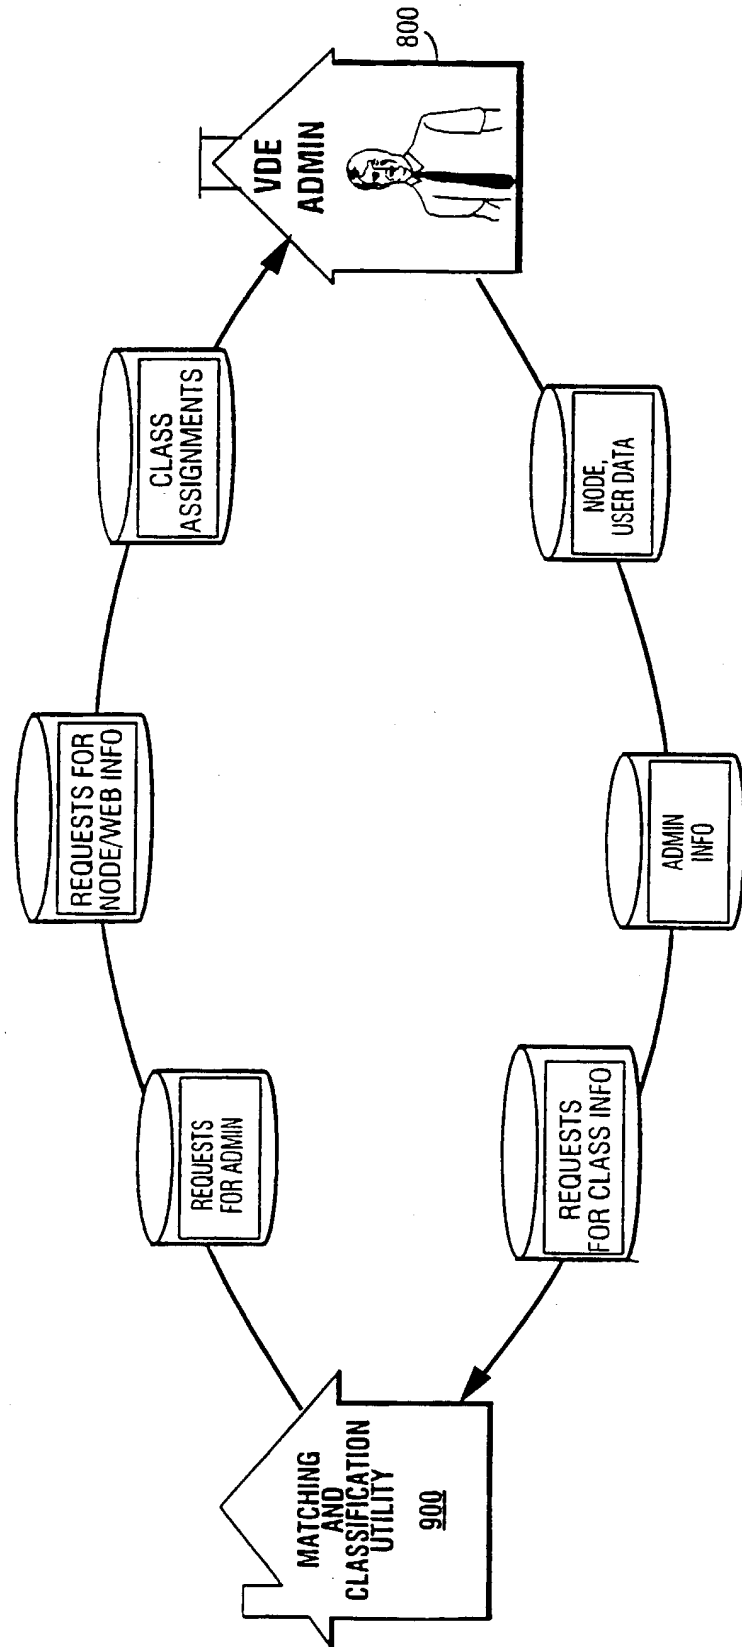 MATCHING
AND
CLASSIFICATION
UTILITY
900
REQUESTS
FOR ADMIN
REQUESTS FOR
NODE/WEB INFO
CLASS
ASSIGNMENTS
VDE
ADMIN
800
NODE,
USER DATA
ADMIN
INFO
REQUESTS
FOR CLASS INFO